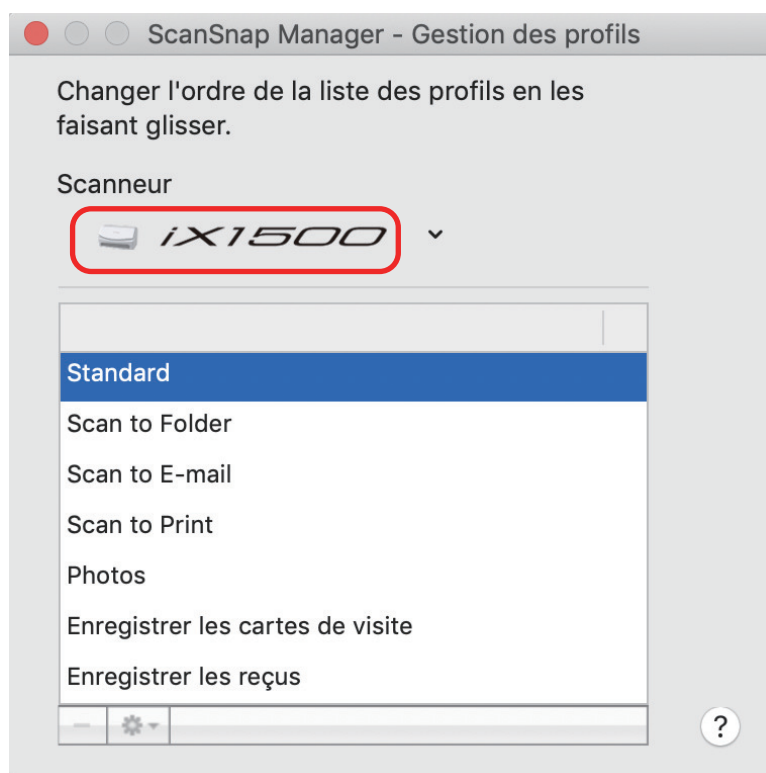 ScanSnap Manager - Gestion des profils
Changer l'ordre de la liste des profils en les
faisant glisser.
Scanneur
iX1500
Standard
Scan to Folder
Scan to E-mail
Scan to Print
Photos
Enregistrer les cartes de visite
Enregistrer les reçus
?